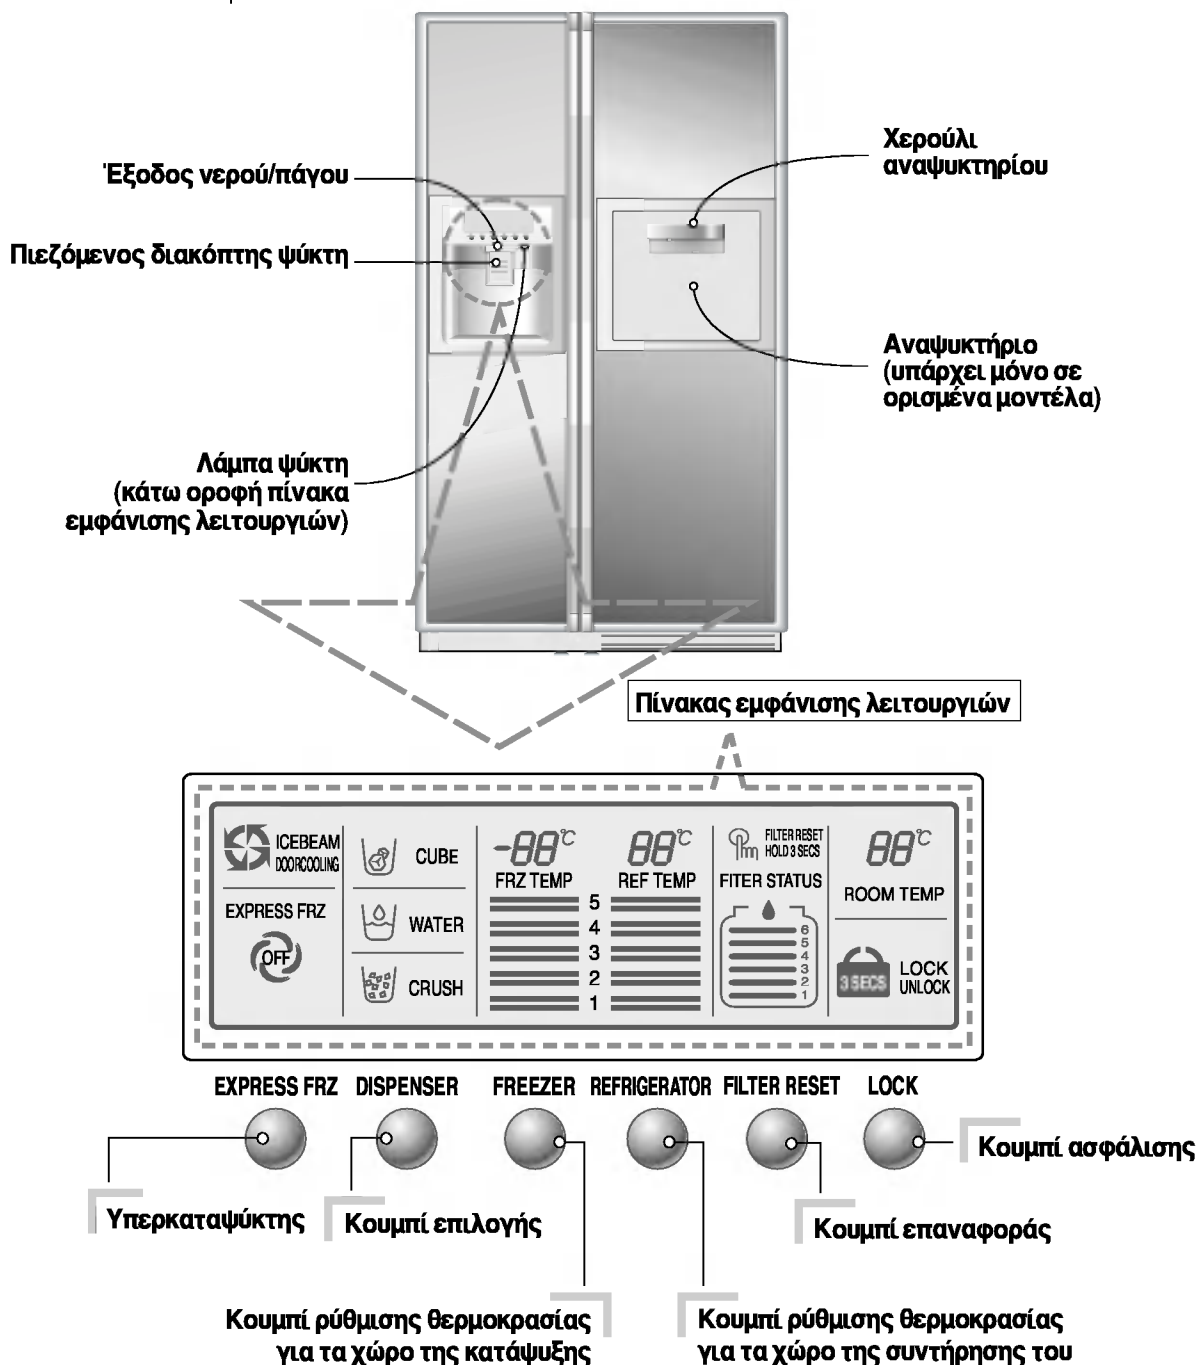 Έξοδος νερού/πάγου
Πιεζόμενος διακόπτης ψύκτη
Λάμπα ψύκτη
(κάτω οροφή πίνακα
εμφάνισης λειτουργιών)
Χερούλι
αναψυκτηρίου
Αναψυκτήριο
(υπάρχει μόνο σε
ορισμένα μοντέλα)
Πίνακας εμφάνισης λειτουργιών
ICEBEAM
DOORCOOLING
EXPRESS FRZ
OFF
CUBE
WATER
CRUSH
-88°C
FRZ TEMP
88°C
REF TEMP
5
4
3
2
1
FILTER RESET
HOLD 3 SECS
FITER STATUS
6
5
4
3
2
1
88°C
ROOM TEMP
3 SECS
LOCK
UNLOCK
EXPRESS FRZ DISPENSER FREEZER REFRIGERATOR FILTER RESET LOCK
Κουμπί ασφάλισης
Υπερκαταψύκτης
Κουμπί επιλογής
Κουμπί επαναφοράς
Κουμπί ρύθμισης θερμοκρασίας
για τα χώρο της κατάψυξης
Κουμπί ρύθμισης θερμοκρασίας
για τα χώρο της συντήρησης του